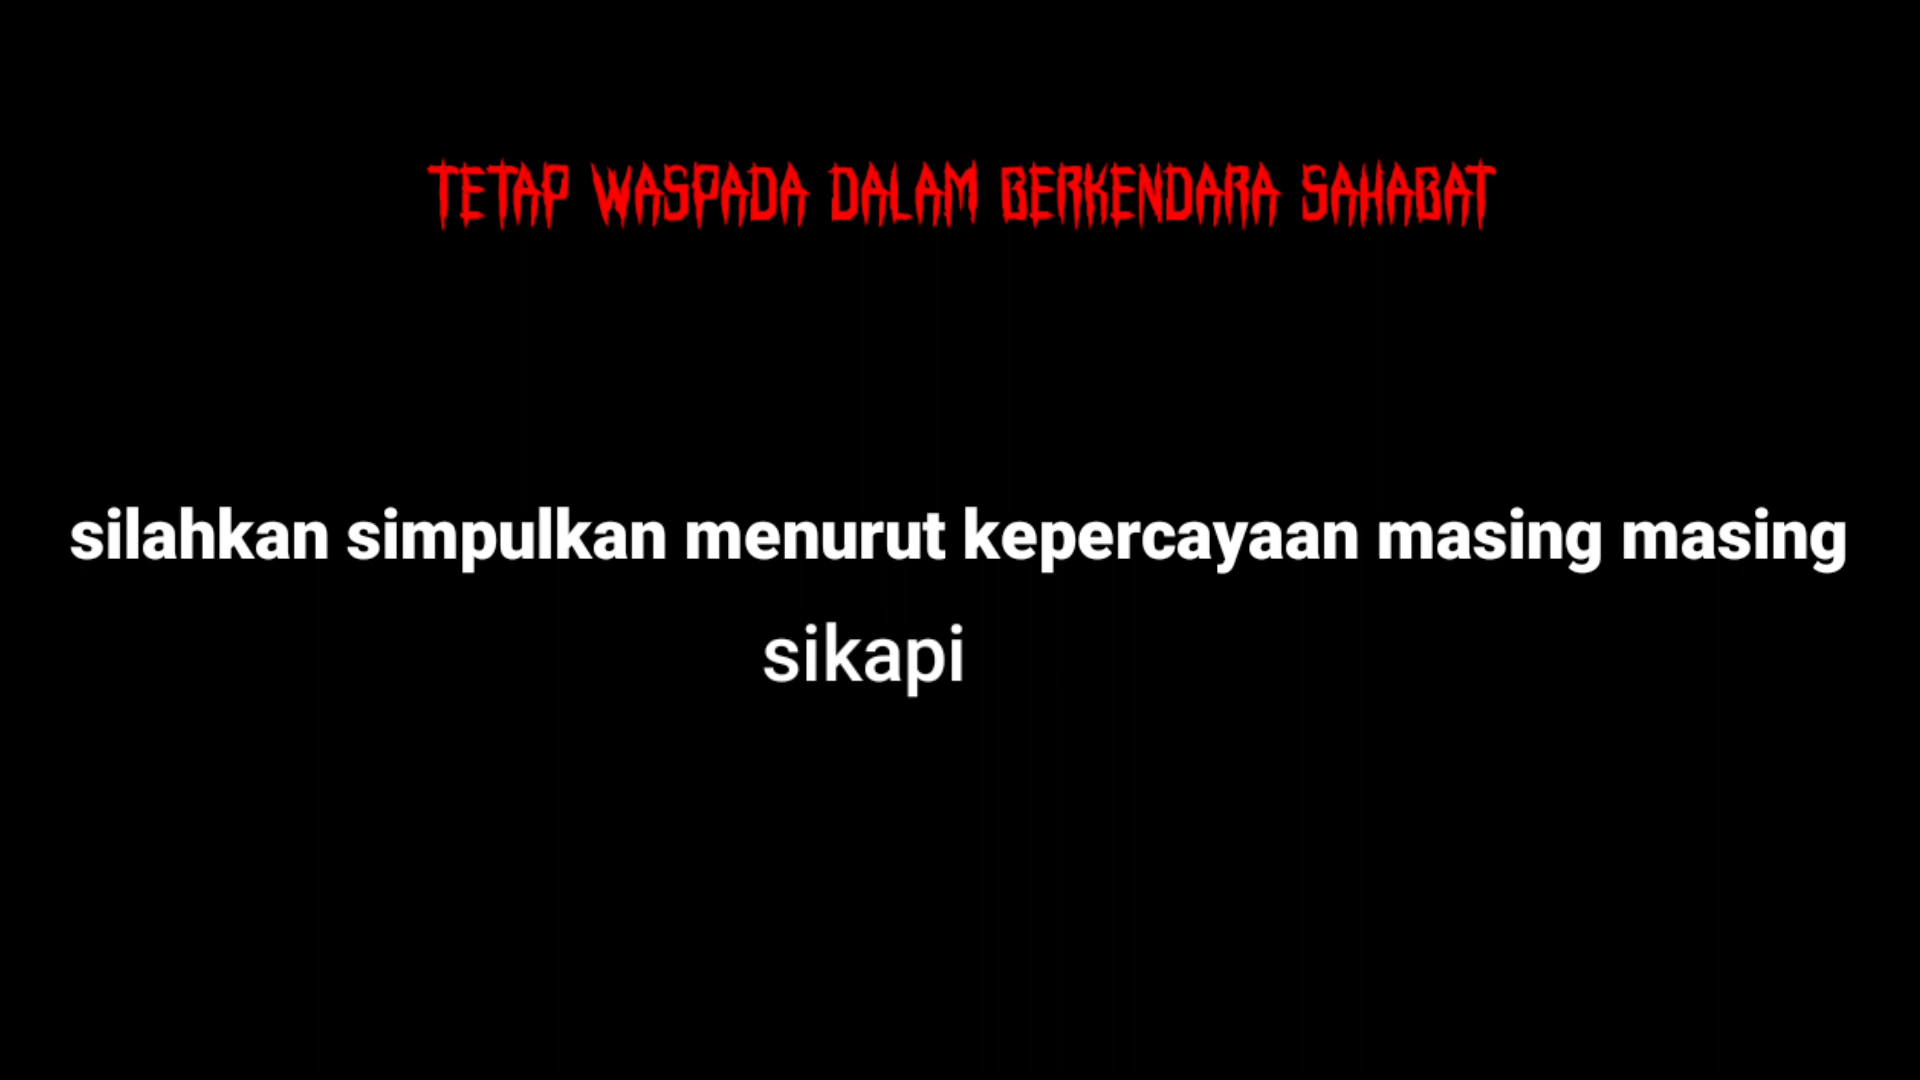 TETAP WASPADA DALAM BERKENDARA SAHABAT
silahkan simpulkan menurut kepercayaan masing masing
sikapi